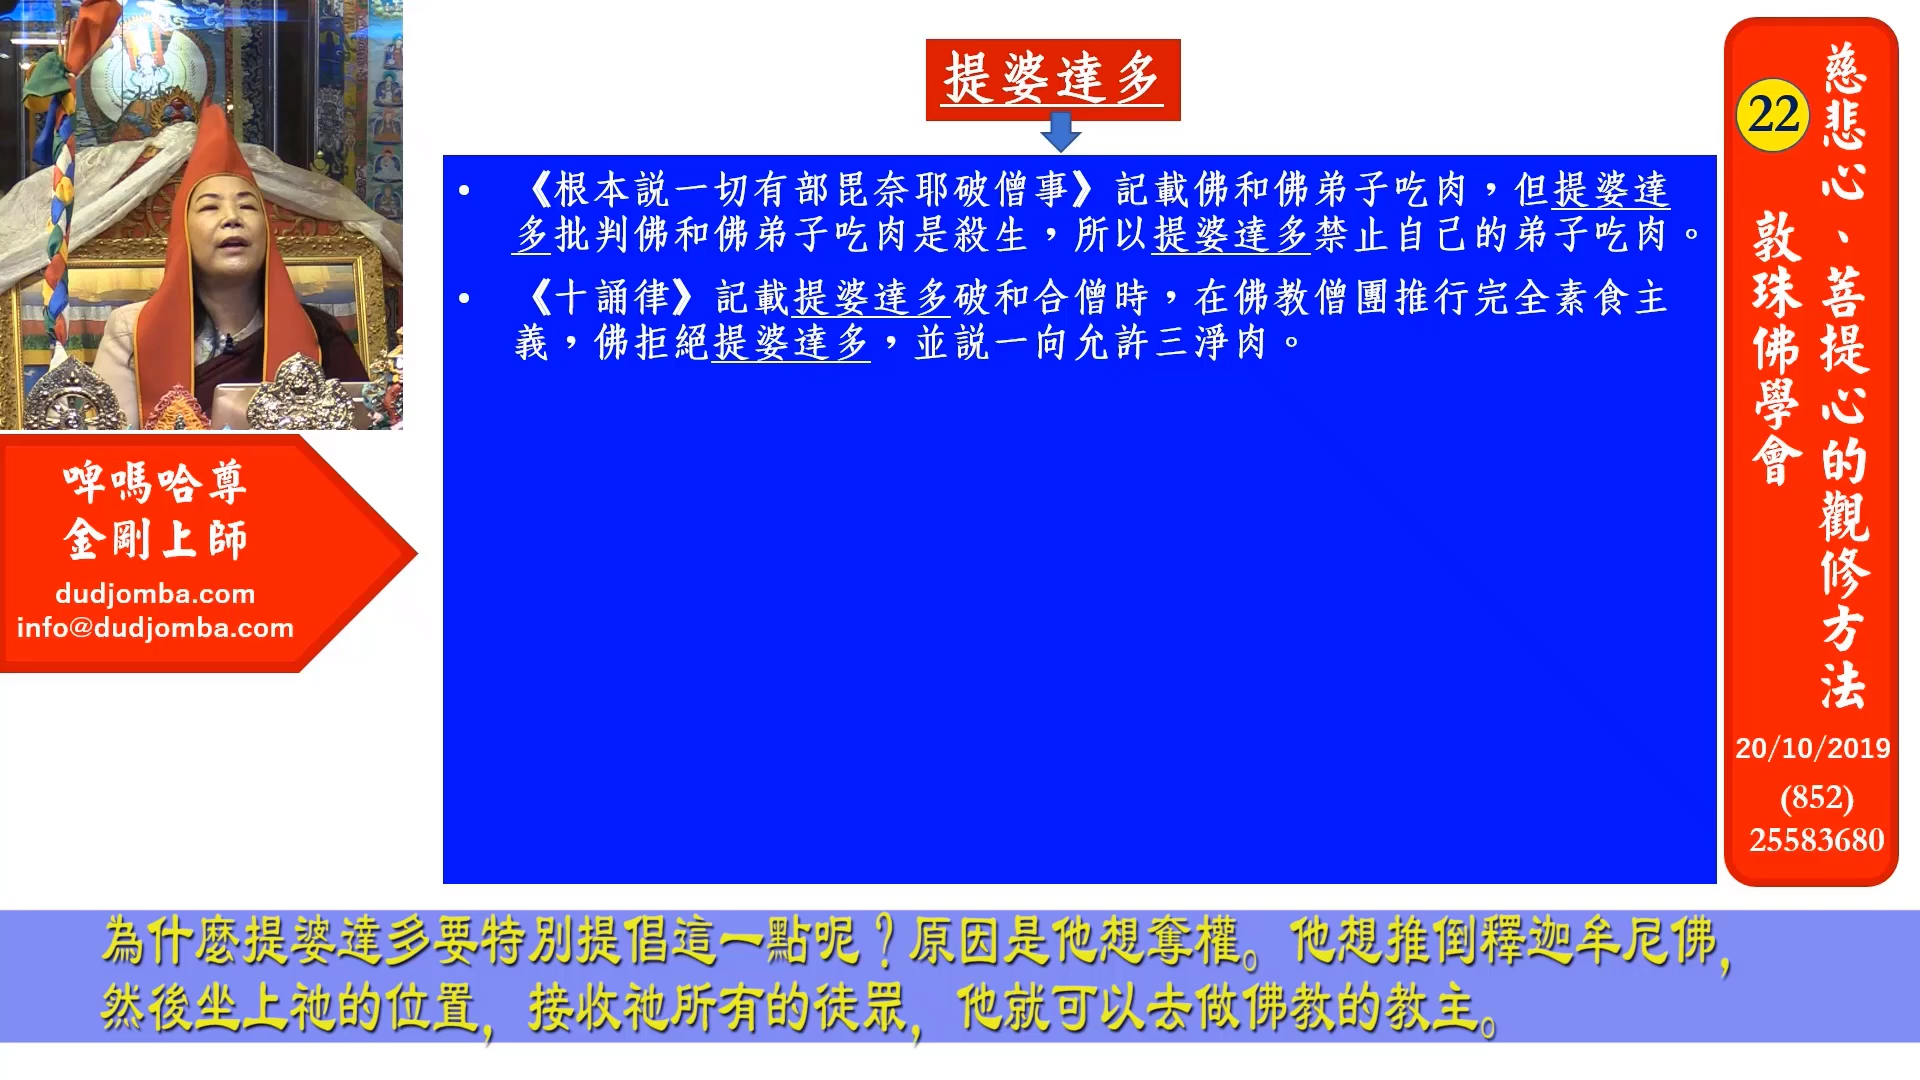 提婆達多
• 《根本説一切有部毘奈耶破僧事》記載佛和佛弟子吃肉，但提婆達
多批判佛和佛弟子吃肉是殺生，所以提婆達多禁止自己的弟子吃肉。
• 《十誦律》記載提婆達多破和合僧時，在佛教僧團推行完全素食主
義，佛拒絕提婆達多，並説一向允許三淨肉。
啤嗎哈尊
金剛上師
dudjomba.com
info@dudjomba.com
慈悲心、菩提心的觀修方法
22
敦珠佛學會
20/10/2019
(852)
25583680
為什麼提婆達多要特別提倡這一點呢？原因是他想奪權。他想推倒釋迦牟尼佛,
然後坐上祂的位置, 接收祂所有的徒眾, 他就可以去做佛教的教主。